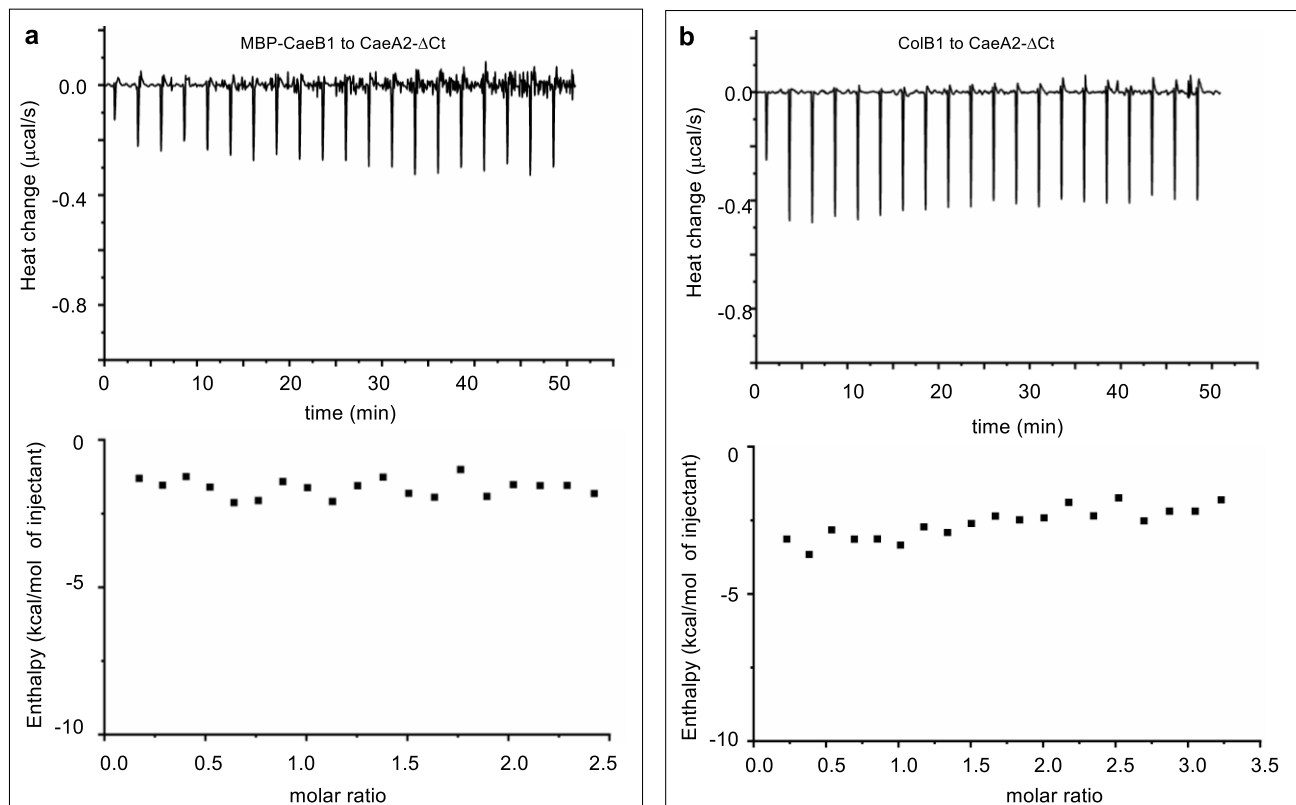 a
MBP-CaeB1 to CaeA2-ΔCt
0.0
-0.4
-0.8
Heat change (μcal/s)
0 10 20 30 40 50
time (min)
0
-5
-10
Enthalpy (kcal/mol of injectant)
0.0 0.5 1.0 1.5 2.0 2.5
molar ratio
b
ColB1 to CaeA2-ΔCt
0.0
-0.4
-0.8
Heat change (μcal/s)
0 10 20 30 40 50
time (min)
0
-5
-10
Enthalpy (kcal/mol of injectant)
0.0 0.5 1.0 1.5 2.0 2.5 3.0 3.5
molar ratio